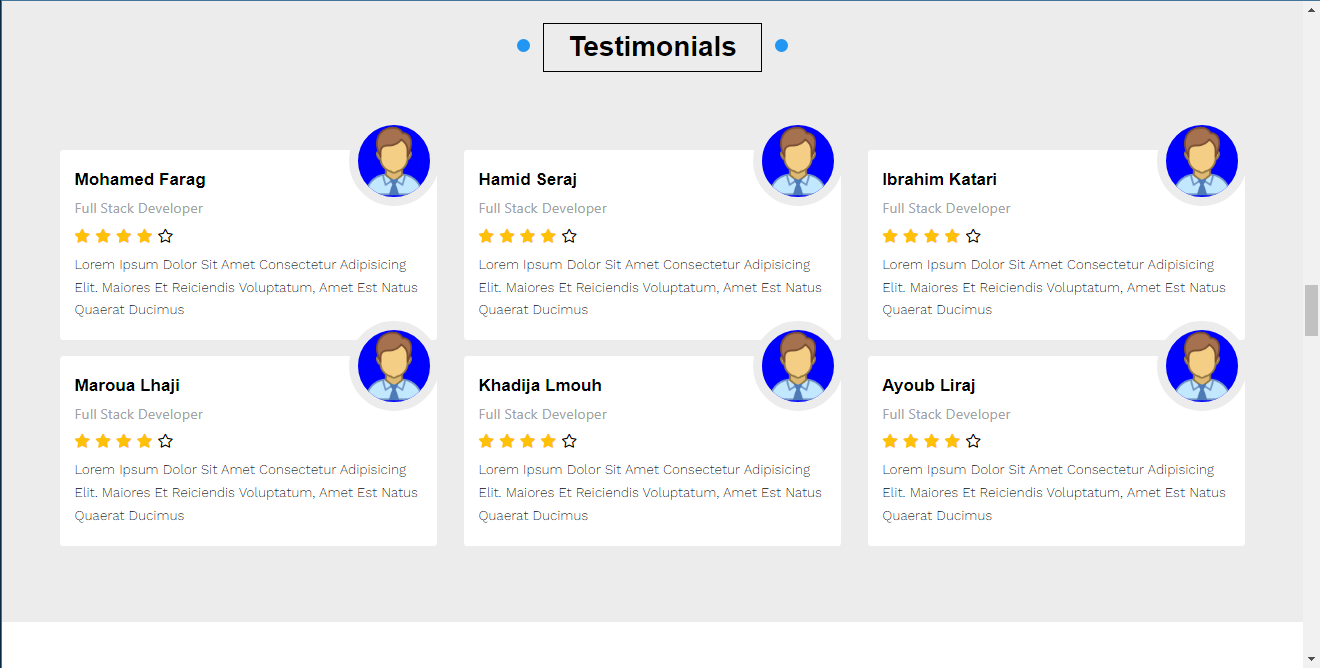 Testimonials
Mohamed Farag
Full Stack Developer
Lorem Ipsum Dolor Sit Amet Consectetur Adipisicing
Elit. Maiores Et Reiciendis Voluptatum, Amet Est Natus
Quaerat Ducimus
Hamid Seraj
Full Stack Developer
Lorem Ipsum Dolor Sit Amet Consectetur Adipisicing
Elit. Maiores Et Reiciendis Voluptatum, Amet Est Natus
Quaerat Ducimus
Ibrahim Katari
Full Stack Developer
Lorem Ipsum Dolor Sit Amet Consectetur Adipisicing
Elit. Maiores Et Reiciendis Voluptatum, Amet Est Natus
Quaerat Ducimus
Maroua Lhaji
Full Stack Developer
Lorem Ipsum Dolor Sit Amet Consectetur Adipisicing
Elit. Maiores Et Reiciendis Voluptatum, Amet Est Natus
Quaerat Ducimus
Khadija Lmouh
Full Stack Developer
Lorem Ipsum Dolor Sit Amet Consectetur Adipisicing
Elit. Maiores Et Reiciendis Voluptatum, Amet Est Natus
Quaerat Ducimus
Ayoub Liraj
Full Stack Developer
Lorem Ipsum Dolor Sit Amet Consectetur Adipisicing
Elit. Maiores Et Reiciendis Voluptatum, Amet Est Natus
Quaerat Ducimus